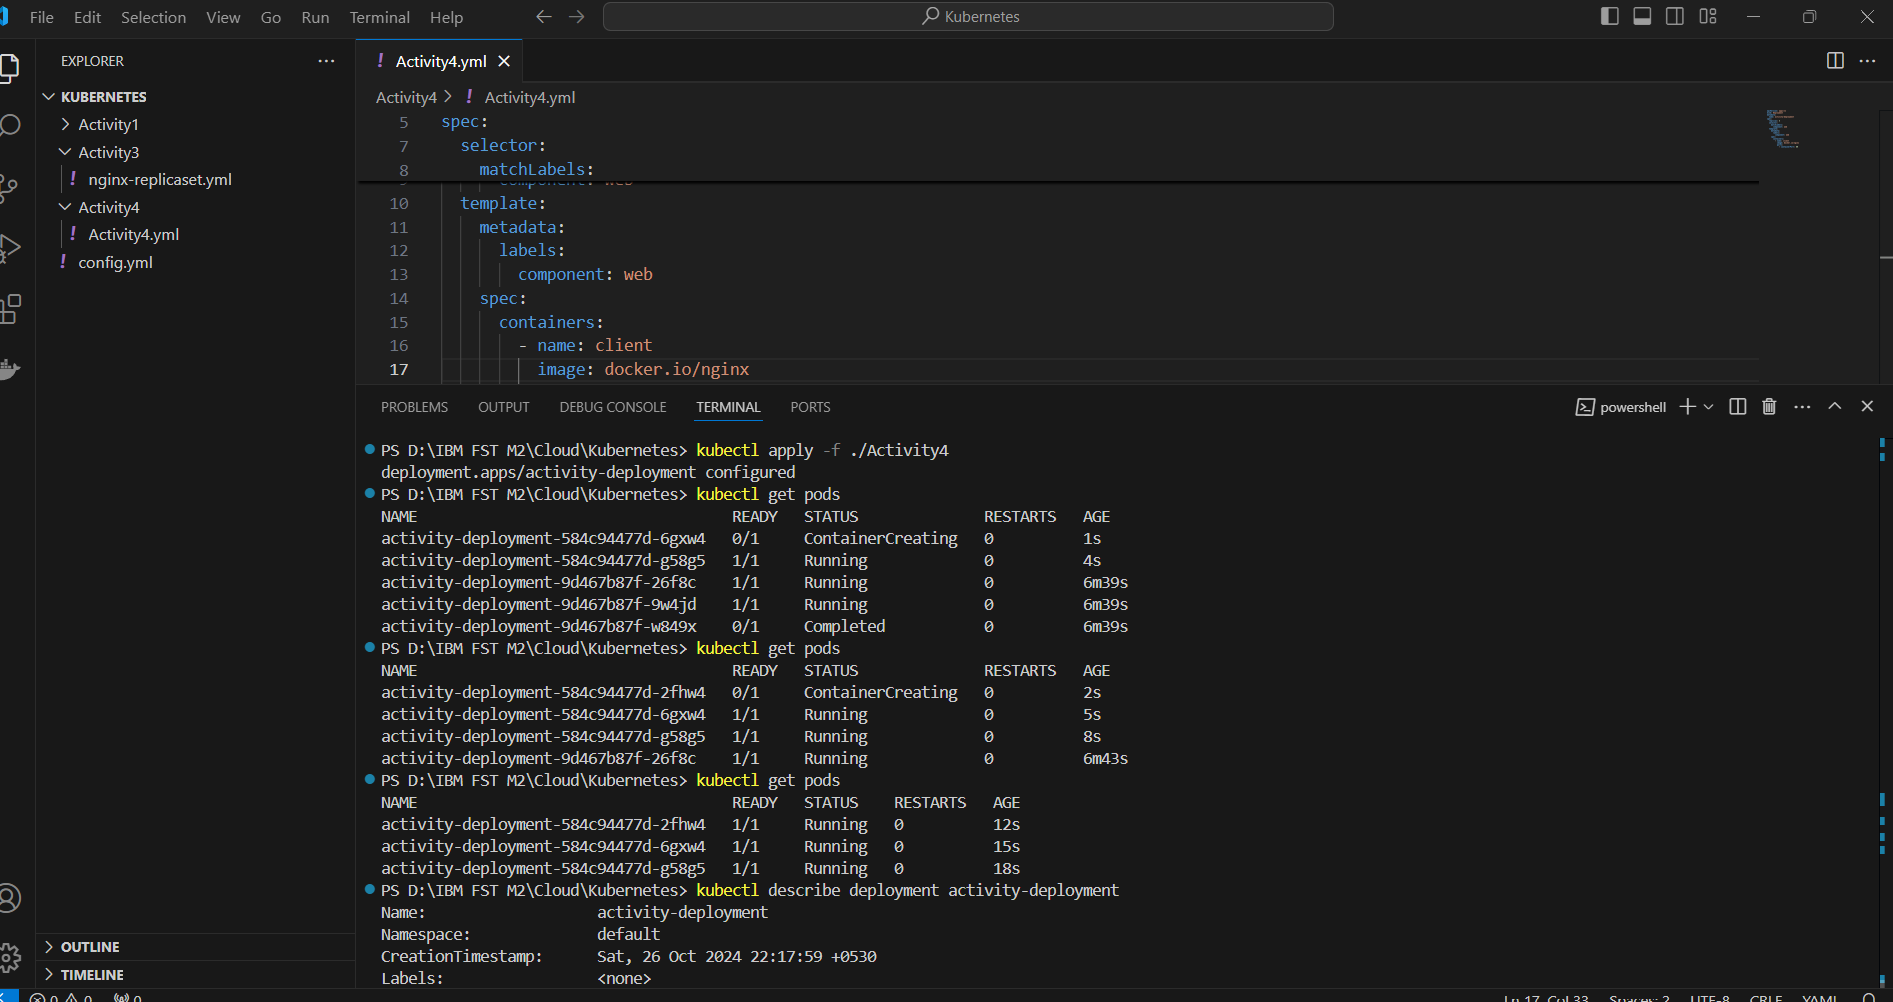 File Edit Selection View Go Run Terminal Help
Kubernetes
EXPLORER
KUBERNETES
Activity1
Activity3
! nginx-replicaset.yml
Activity4
! Activity4.yml
! config.yml
OUTLINE
TIMELINE
! Activity4.yml
Activity4 > ! Activity4.yml
5 spec:
7 selector:
8 matchLabels:
component: web
10 template:
11 metadata:
12 labels:
13 component: web
14 spec:
15 containers:
16 - name: client
17 image: docker.io/nginx
PROBLEMS OUTPUT DEBUG CONSOLE TERMINAL PORTS
powershell
PS D:\IBM FST M2\Cloud\Kubernetes> kubectl apply -f ./Activity4
deployment.apps/activity-deployment configured
PS D:\IBM FST M2\Cloud\Kubernetes> kubectl get pods
NAME READY STATUS RESTARTS AGE
activity-deployment-584c94477d-6gxw4 0/1 ContainerCreating 0 1s
activity-deployment-584c94477d-g58g5 1/1 Running 0 4s
activity-deployment-9d467b87f-26f8c 1/1 Running 0 6m39s
activity-deployment-9d467b87f-9w4jd 1/1 Running 0 6m39s
activity-deployment-9d467b87f-w849x 0/1 Completed 0 6m39s
PS D:\IBM FST M2\Cloud\Kubernetes> kubectl get pods
NAME READY STATUS RESTARTS AGE
activity-deployment-584c94477d-2fhw4 0/1 ContainerCreating 0 2s
activity-deployment-584c94477d-6gxw4 1/1 Running 0 5s
activity-deployment-584c94477d-g58g5 1/1 Running 0 8s
activity-deployment-9d467b87f-26f8c 1/1 Running 0 6m43s
PS D:\IBM FST M2\Cloud\Kubernetes> kubectl get pods
NAME READY STATUS RESTARTS AGE
activity-deployment-584c94477d-2fhw4 1/1 Running 0 12s
activity-deployment-584c94477d-6gxw4 1/1 Running 0 15s
activity-deployment-584c94477d-g58g5 1/1 Running 0 18s
PS D:\IBM FST M2\Cloud\Kubernetes> kubectl describe deployment activity-deployment
Name: activity-deployment
Namespace: default
CreationTimestamp: Sat, 26 Oct 2024 22:17:59 +0530
Labels: <none>
0 0 0 Ln 17, Col 33 Spaces: 2 UTF-8 CRLF YAML